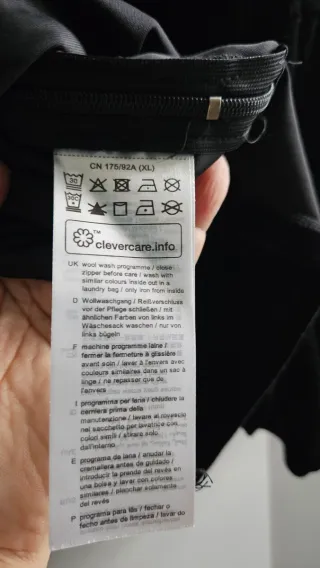 CN 175/92A (XL)
30
30C
clevercare.info
TM
UK wool wash programme / close
zipper before care / wash with
similar colours inside out in a
laundry bag / only iron from inside
D Wollwaschgang / Reißverschluss
vor der Pflege schließen / mit
ähnlichen Farben von links im
Wäschesack waschen / nur von
links bügeln
F machine programme laine /
fermer la fermeture à glissière
avant soin / laver à l'envers avec
couleurs similaires dans un sac à
linge / ne repasser que de
l'envers
I programma per lana / chiudere la
cerniera prima della
manutenzione / lavare al rovescio
nel sacchetto per lavatrice con
colori simili / stirare solo
dall'interno
E programa de lana / anudar la
cremallera antes de cuidado /
introducir la prenda del revés en
una bolsa y lavar con colores
similares / planchar solamente
del revés
P programa para lãs / fechar o
fecho antes de limpeza / lavar do